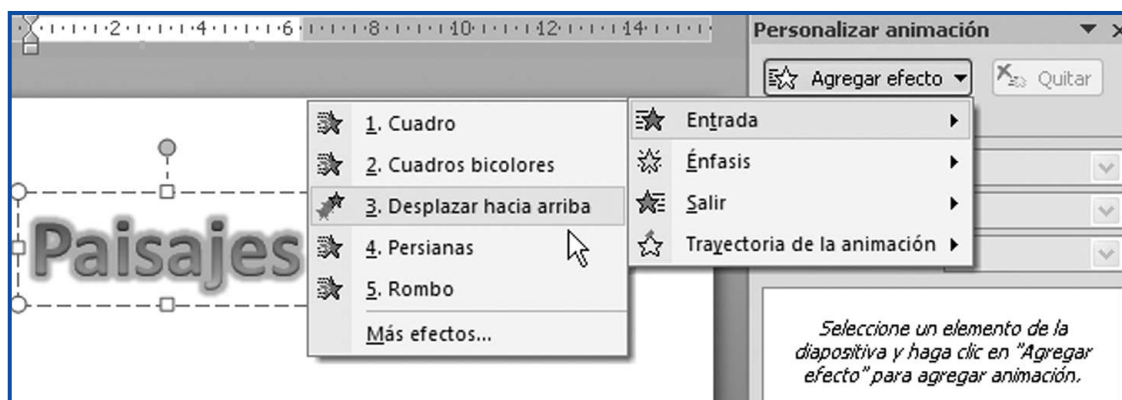 2 4 6 8 10 12 14
Personalizar animación
Agregar efecto
Quitar
Entrada
Énfasis
Salir
Trayectoria de la animación
1. Cuadro
2. Cuadros bicolores
3. Desplazar hacia arriba
4. Persianas
5. Rombo
Más efectos...
Paisajes
Seleccione un elemento de la
diapositiva y haga clic en "Agregar
efecto" para agregar animación.